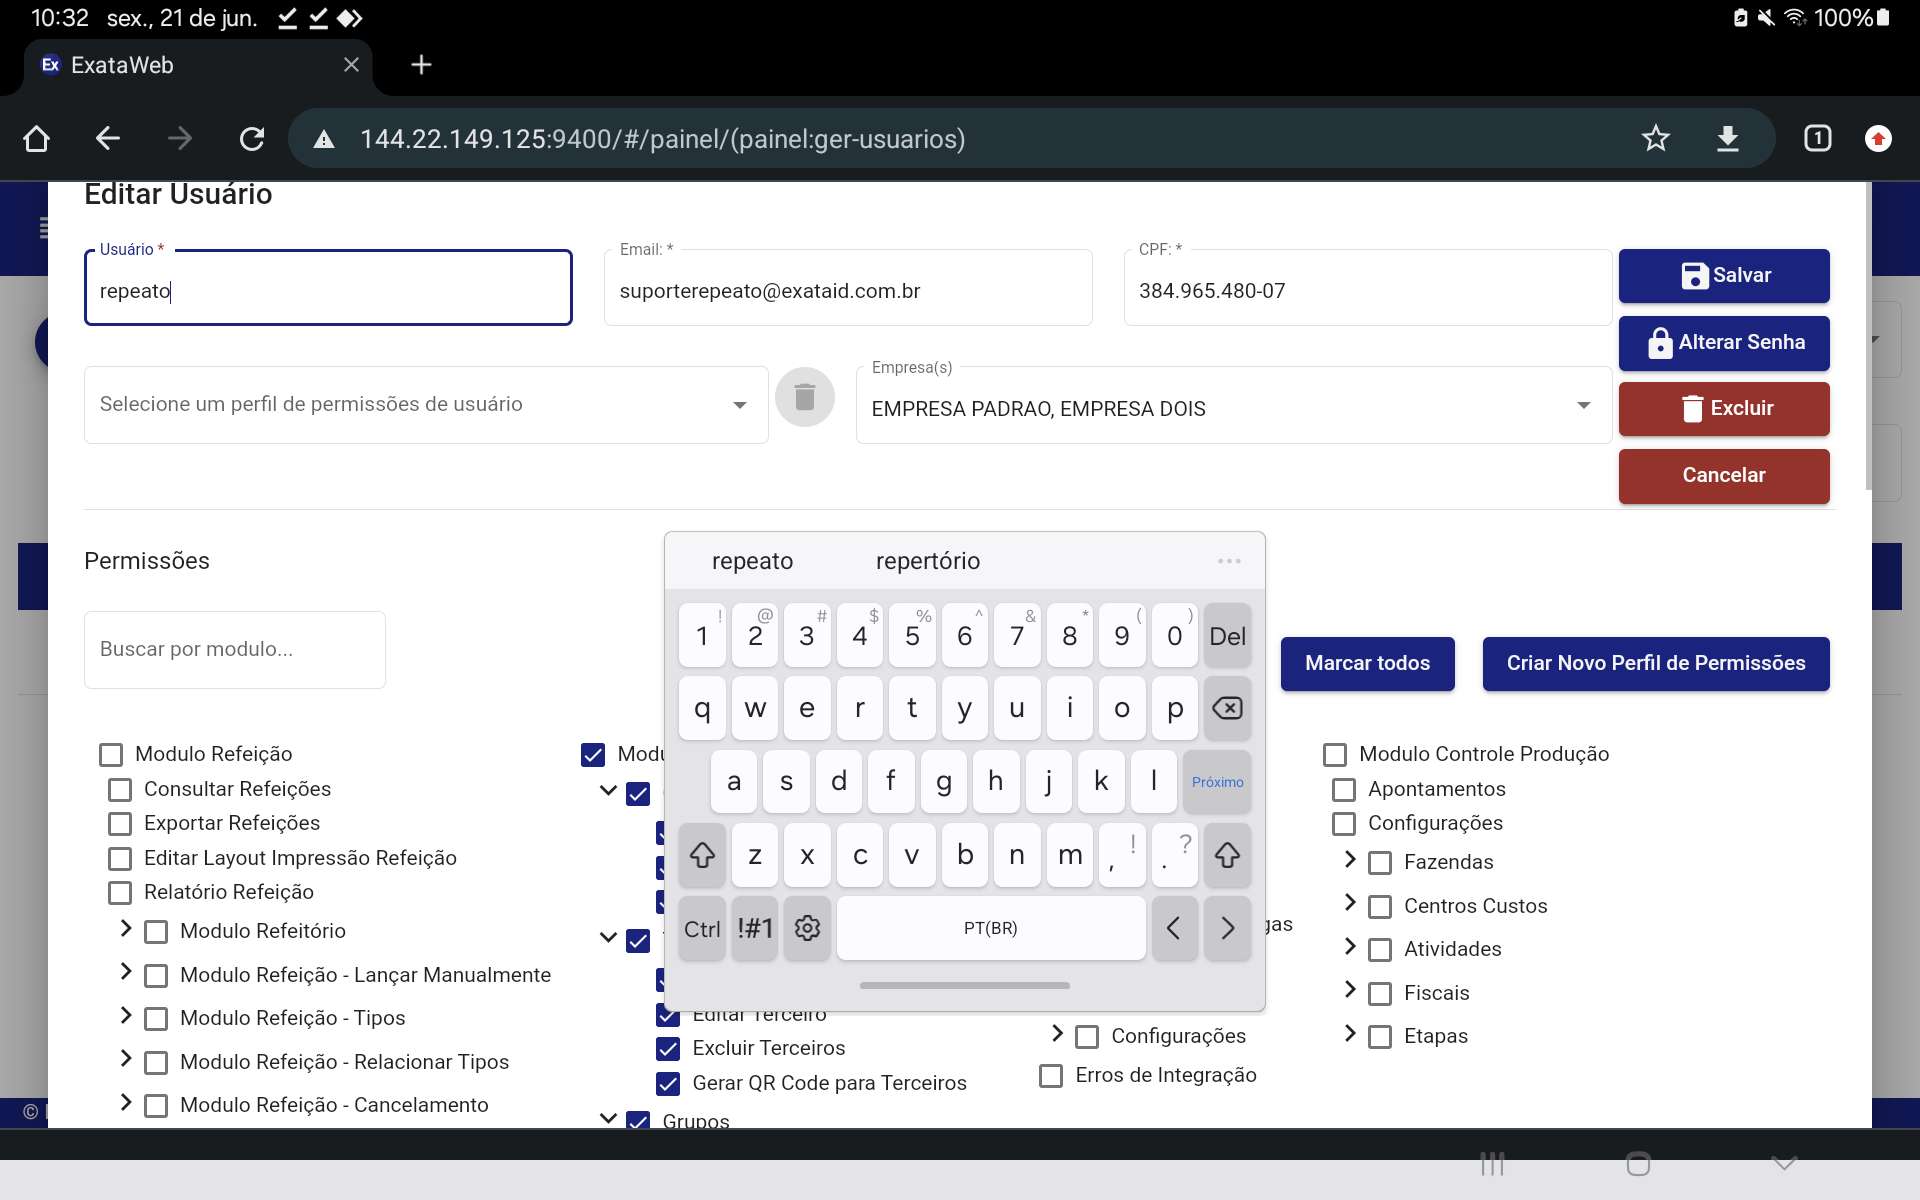 10:32 sex., 21 de jun. 100%
Ex ExataWeb
144.22.149.125:9400/#/painel/(painel:ger-usuarios) 1
Editar Usuário
Usuário * Email: * CPF: *
repeato suporterepeato@exataid.com.br 384.965.480-07 Salvar
Alterar Senha
Empresa(s)
Selecione um perfil de permissões de usuário EMPRESA PADRAO, EMPRESA DOIS Excluir
Cancelar
Permissões
repeato repertório
Buscar por modulo...
1 ! 2 @ 3 # 4 $ 5 % 6 ^ 7 & 8 * 9 ( 0 ) Del
Marcar todos Criar Novo Perfil de Permissões
q w e r t y u i o p
Modulo Refeição Modulo Controle Produção
a s d f g h j k l Próximo
Consultar Refeições Apontamentos
Exportar Refeições Configurações
z x c v b n m , ! . ?
Editar Layout Impressão Refeição Fazendas
Relatório Refeição Centros Custos
Ctrl !#1 PT(BR)
Modulo Refeitório Atividades
Modulo Refeição - Lançar Manualmente Fiscais
Modulo Refeição - Tipos Editar Terceiro Configurações Etapas
Modulo Refeição - Relacionar Tipos Excluir Terceiros Erros de Integração
Modulo Refeição - Cancelamento Gerar QR Code para Terceiros
Grupos
©